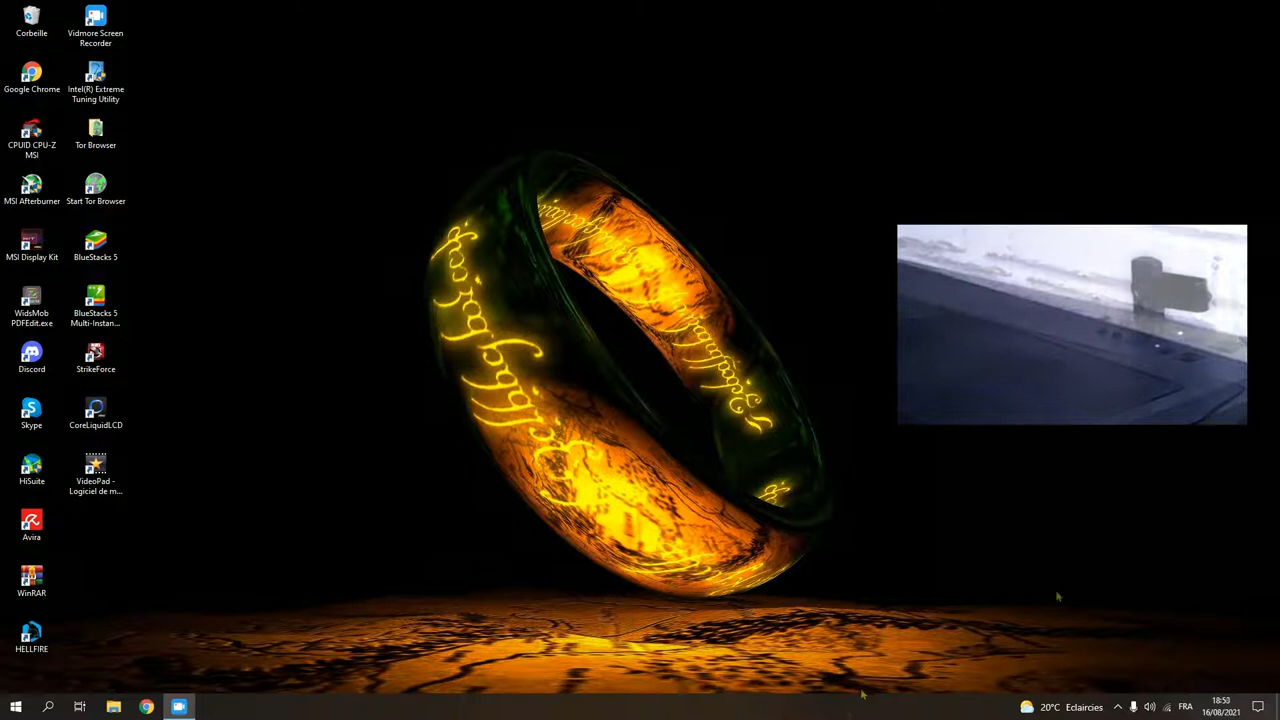 Corbeille
Vidmore Screen
Recorder
Google Chrome
Intel(R) Extreme
Tuning Utility
CPUID CPU-Z
MSI
Tor Browser
MSI Afterburner
Start Tor Browser
MSI Display Kit
BlueStacks 5
WidsMob
PDFEdit.exe
BlueStacks 5
Multi-Instan...
Discord
StrikeForce
Skype
CoreLiquidLCD
HiSuite
VideoPad -
Logiciel de m...
Avira
WinRAR
HELLFIRE
20°C Eclaircies
FRA
18:53
16/08/2021